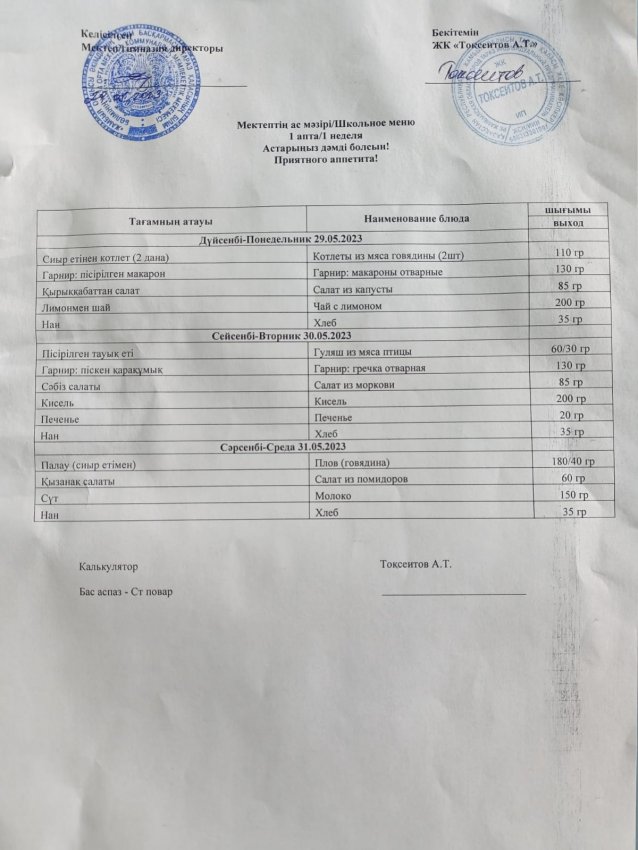 Келісілген
Мектеп/гимназия директоры
Бекітемін
ЖК «Токсеитов А.Т»
Токсеитов
ЖК
ТОКСЕИТОВ А.Т.
ИП
Мектептің ас мәзірі/Школьное меню
1 апта/1 неделя
Астарыңыз дәмді болсын!
Приятного аппетита!
Тағамның атауы Наименование блюда шығымы выход
Дүйсенбі-Понедельник 29.05.2023
Сиыр етінен котлет (2 дана) Котлеты из мяса говядины (2шт) 110 гр
Гарнир: пісірілген макарон Гарнир: макароны отварные 130 гр
Қырыққабаттан салат Салат из капусты 85 гр
Лимонмен шай Чай с лимоном 200 гр
Нан Хлеб 35 гр
Сейсенбі-Вторник 30.05.2023
Пісірілген тауық еті Гуляш из мяса птицы 60/30 гр
Гарнир: піскен қарақұмық Гарнир: гречка отварная 130 гр
Сәбіз салаты Салат из моркови 85 гр
Кисель Кисель 200 гр
Печенье Печенье 20 гр
Нан Хлеб 35 гр
Сәрсенбі-Среда 31.05.2023
Палау (сиыр етімен) Плов (говядина) 180/40 гр
Қызанақ салаты Салат из помидоров 60 гр
Сүт Молоко 150 гр
Нан Хлеб 35 гр
Калькулятор Токсеитов А.Т.
Бас аспаз - Ст повар